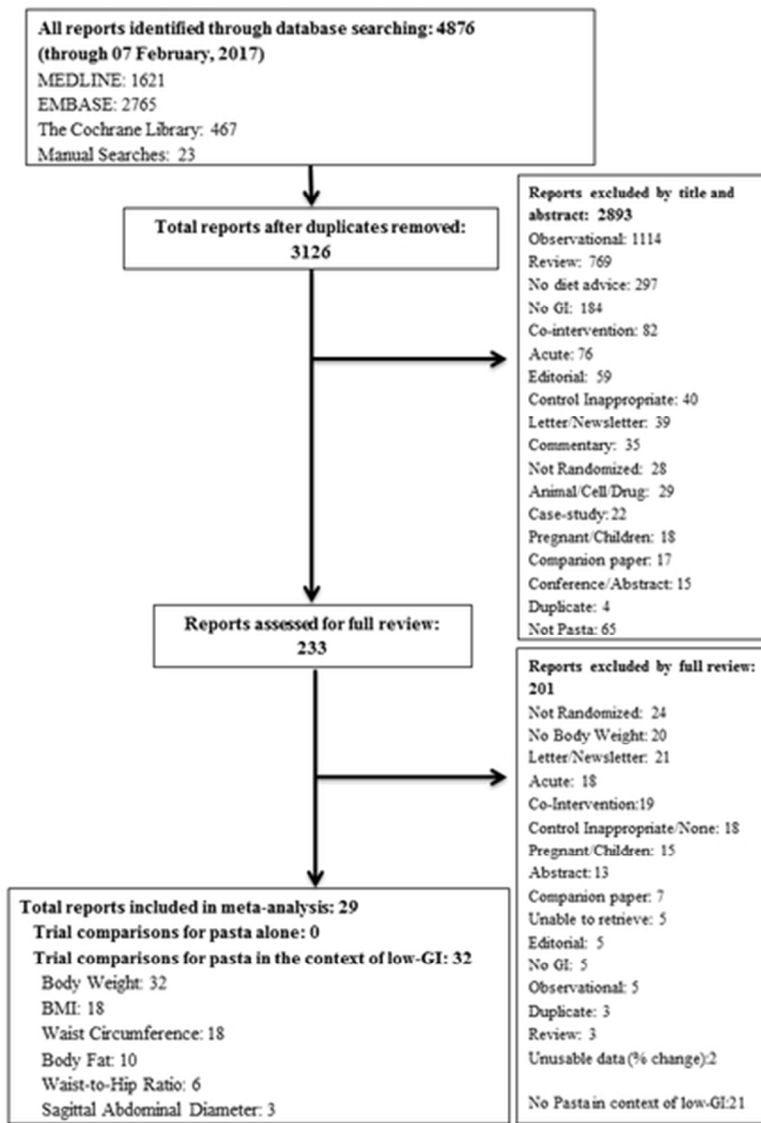 All reports identified through database searching: 4876
(through 07 February, 2017)
MEDLINE: 1621
EMBASE: 2765
The Cochrane Library: 467
Manual Searches: 23
Total reports after duplicates removed:
3126
Reports excluded by title and
abstract: 2893
Observational: 1114
Review: 769
No diet advice: 297
No GI: 184
Co-intervention: 82
Acute: 76
Editorial: 59
Control Inappropriate: 40
Letter/Newsletter: 39
Commentary: 35
Not Randomized: 28
Animal/Cell/Drug: 29
Case-study: 22
Pregnant/Children: 18
Companion paper: 17
Conference/Abstract: 15
Duplicate: 4
Not Pasta: 65
Reports assessed for full review:
233
Reports excluded by full review:
201
Not Randomized: 24
No Body Weight: 20
Letter/Newsletter: 21
Acute: 18
Co-Intervention:19
Control Inappropriate/None: 18
Pregnant/Children: 15
Abstract: 13
Companion paper: 7
Unable to retrieve: 5
Editorial: 5
No GI: 5
Observational: 5
Duplicate: 3
Review: 3
Unusable data (% change):2
No Pasta in context of low-GI:21
Total reports included in meta-analysis: 29
Trial comparisons for pasta alone: 0
Trial comparisons for pasta in the context of low-GI: 32
Body Weight: 32
BMI: 18
Waist Circumference: 18
Body Fat: 10
Waist-to-Hip Ratio: 6
Sagittal Abdominal Diameter: 3